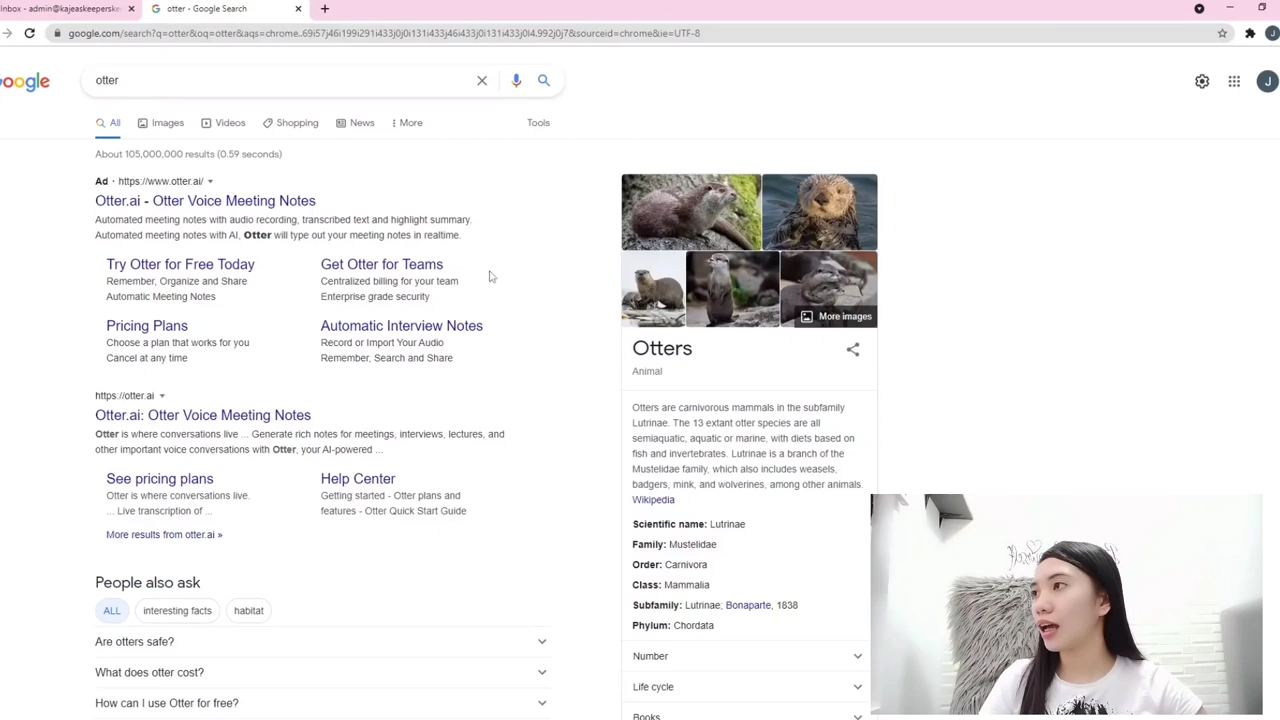 Inbox - admin@kajeaskeeperske
otter - Google Search
google.com/search?q=otter&oq=otter&aqs=chrome..69i57j46i199i291i433j0i131i433j46i433j0i131i433j0l4.992j0j7&sourceid=chrome&ie=UTF-8
J
oogle
otter
J
All
Images
Videos
Shopping
News
More
Tools
About 105,000,000 results (0.59 seconds)
Ad · https://www.otter.ai/
Otter.ai - Otter Voice Meeting Notes
Automated meeting notes with audio recording, transcribed text and highlight summary.
Automated meeting notes with AI, Otter will type out your meeting notes in realtime.
Try Otter for Free Today
Remember, Organize and Share
Automatic Meeting Notes
Get Otter for Teams
Centralized billing for your team
Enterprise grade security
Pricing Plans
Choose a plan that works for you
Cancel at any time
Automatic Interview Notes
Record or Import Your Audio
Remember, Search and Share
https://otter.ai
Otter.ai: Otter Voice Meeting Notes
Otter is where conversations live ... Generate rich notes for meetings, interviews, lectures, and
other important voice conversations with Otter, your AI-powered ...
See pricing plans
Otter is where conversations live.
... Live transcription of ...
Help Center
Getting started - Otter plans and
features - Otter Quick Start Guide
More results from otter.ai »
People also ask
ALL
interesting facts
habitat
Are otters safe?
What does otter cost?
How can I use Otter for free?
More images
Otters
Animal
Otters are carnivorous mammals in the subfamily
Lutrinae. The 13 extant otter species are all
semiaquatic, aquatic or marine, with diets based on
fish and invertebrates. Lutrinae is a branch of the
Mustelidae family, which also includes weasels,
badgers, mink, and wolverines, among other animals.
Wikipedia
Scientific name: Lutrinae
Family: Mustelidae
Order: Carnivora
Class: Mammalia
Subfamily: Lutrinae; Bonaparte, 1838
Phylum: Chordata
Number
Life cycle
Books